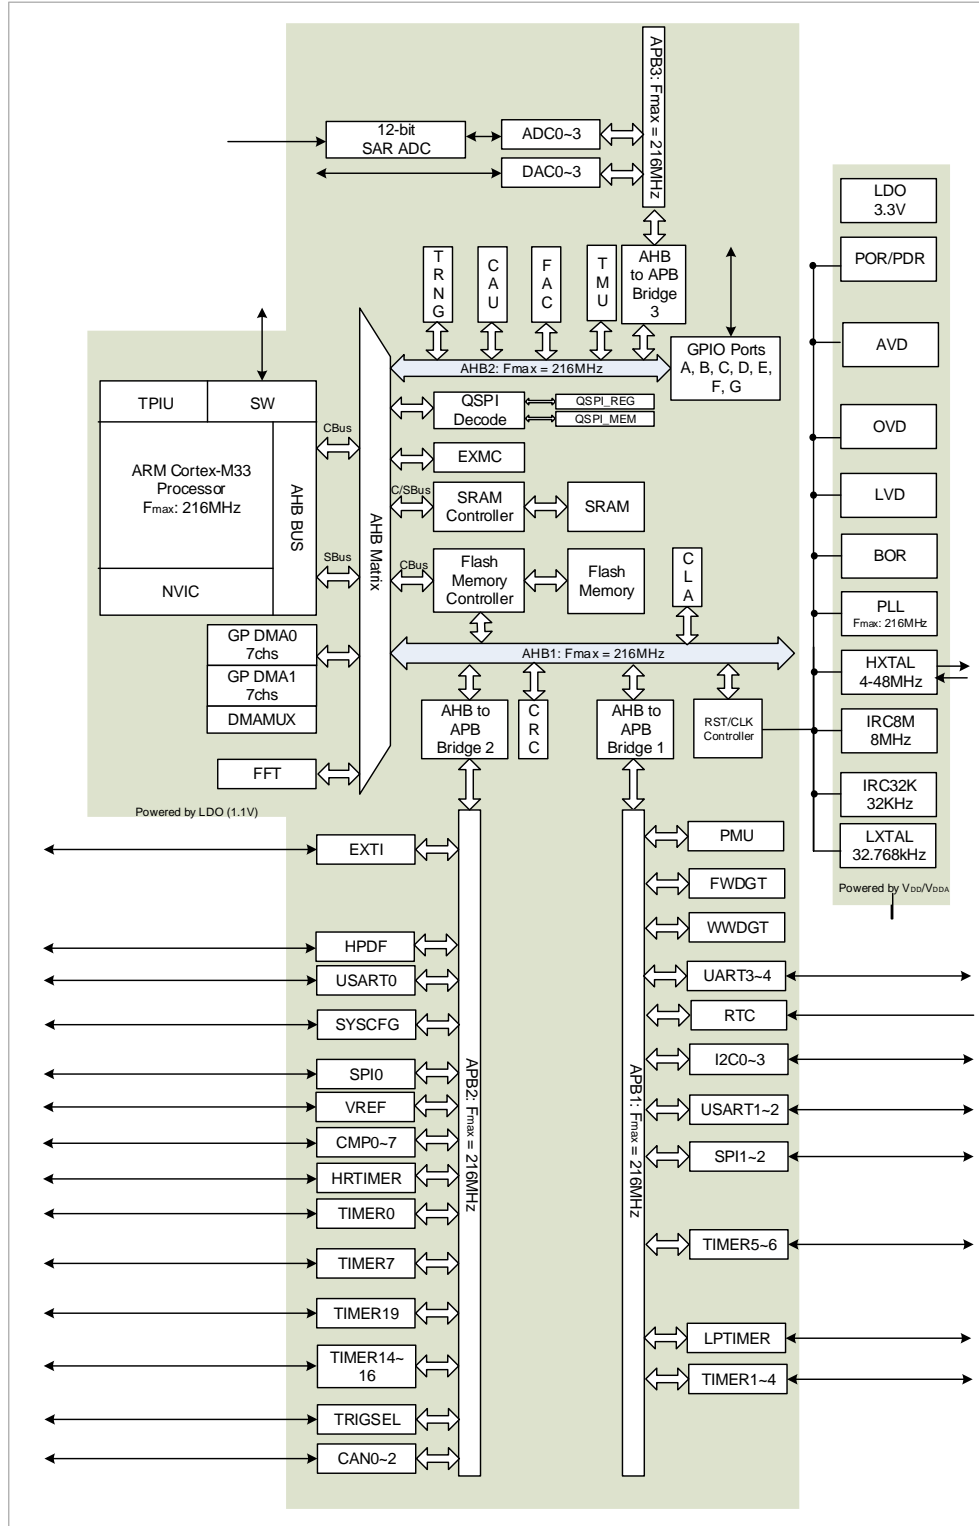 APB3: Fmax = 216MHz
12-bit
SAR ADC
ADC0~3
DAC0~3
LDO
3.3V
POR/PDR
AVD
OVD
LVD
BOR
PLL
Fmax: 216MHz
HXTAL
4-48MHz
IRC8M
8MHz
IRC32K
32KHz
LXTAL
32.768kHz
Powered by VDD/VDDA
TRNG
CAU
FAC
TMU
AHB
to APB
Bridge
3
GPIO Ports
A, B, C, D, E,
F, G
AHB2: Fmax = 216MHz
TPIU
SW
ARM Cortex-M33
Processor
Fmax: 216MHz
AHB BUS
NVIC
CBus
SBus
AHB Matrix
QSPI
Decode
QSPI_REG
QSPI_MEM
EXMC
C/SBus
SRAM
Controller
SRAM
CBus
Flash
Memory
Controller
Flash
Memory
CLA
GP DMA0
7chs
GP DMA1
7chs
DMAMUX
FFT
AHB1: Fmax = 216MHz
AHB to
APB
Bridge 2
CRC
AHB to
APB
Bridge 1
RST/CLK
Controller
Powered by LDO (1.1V)
EXTI
HPDF
USART0
SYSCFG
SPI0
VREF
CMP0~7
HRTIMER
TIMER0
TIMER7
TIMER19
TIMER14~
16
TRIGSEL
CAN0~2
APB2: Fmax = 216MHz
APB1: Fmax = 216MHz
PMU
FWDGT
WWDGT
UART3~4
RTC
I2C0~3
USART1~2
SPI1~2
TIMER5~6
LPTIMER
TIMER1~4